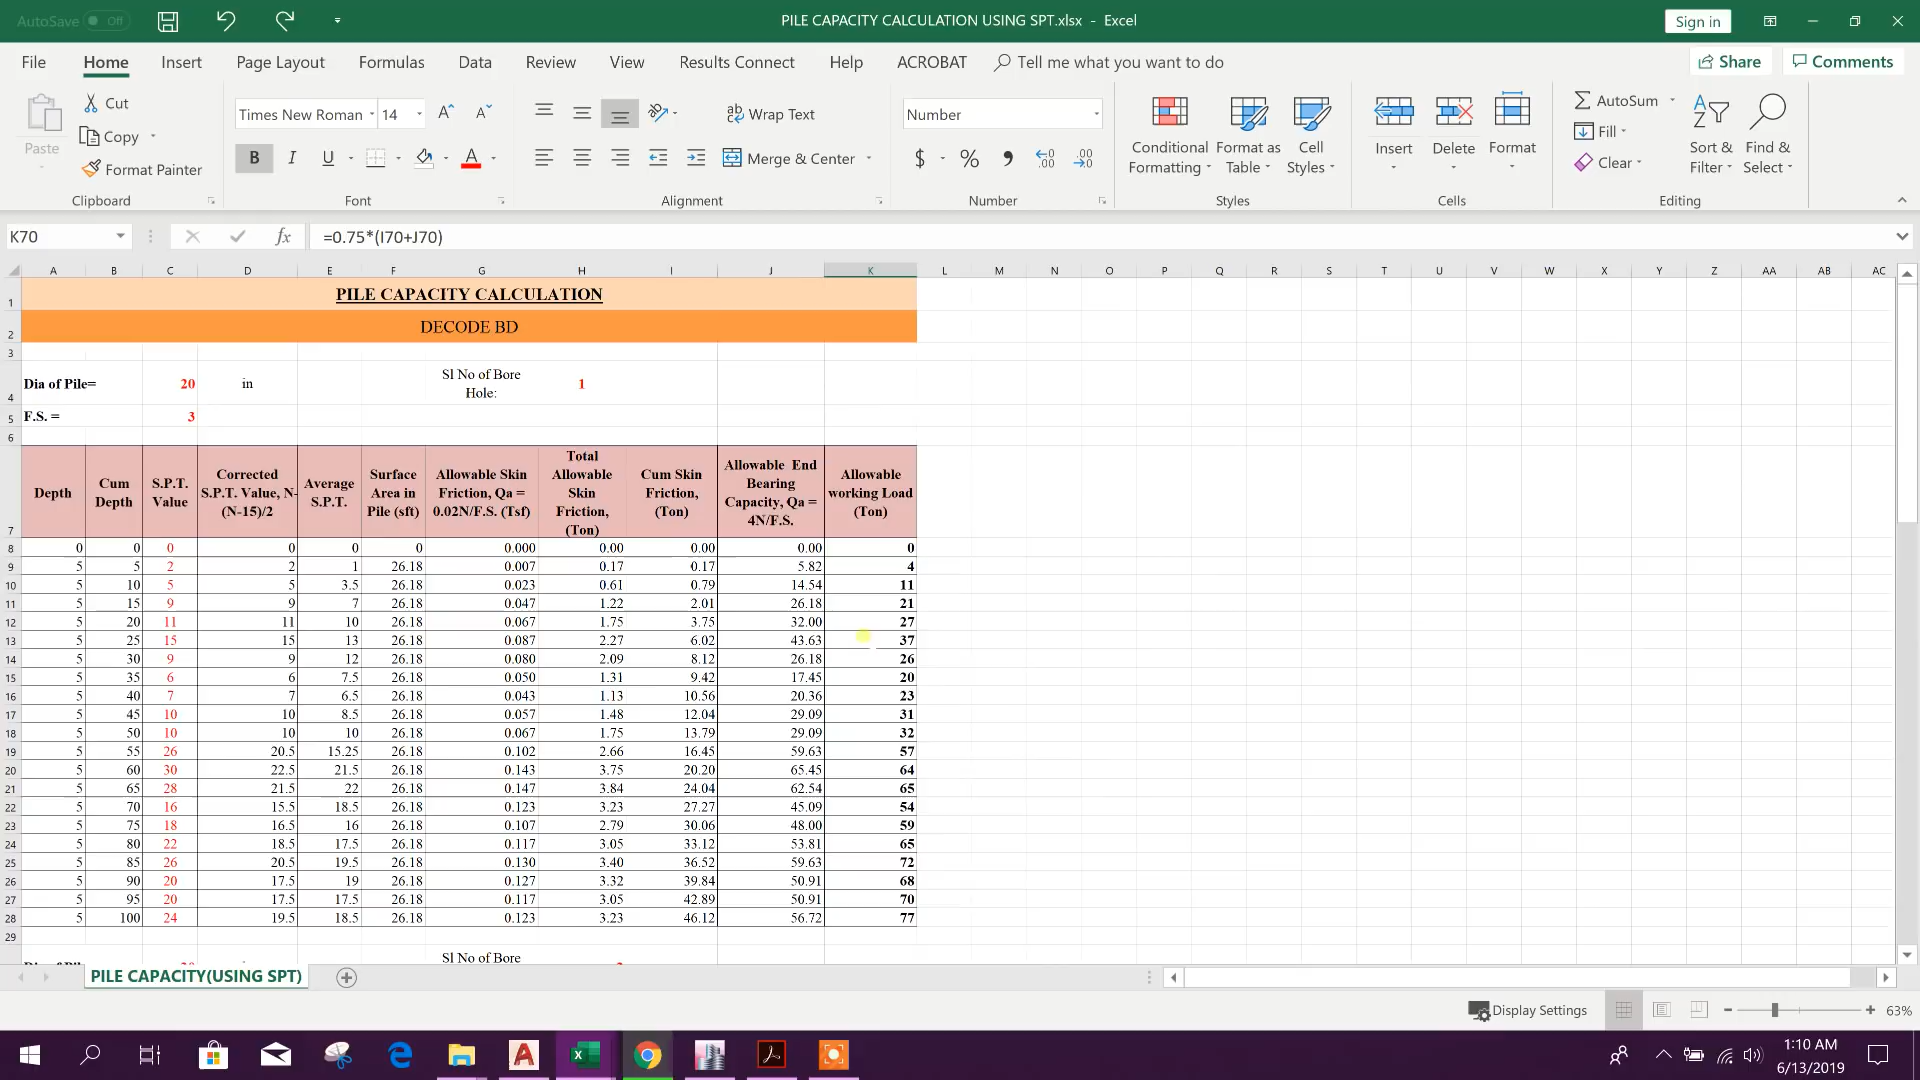 AutoSave Off
PILE CAPACITY CALCULATION USING SPT.xlsx - Excel
Sign in
File Home Insert Page Layout Formulas Data Review View Results Connect Help ACROBAT Tell me what you want to do
Share Comments
Paste
Cut
Copy
Format Painter
Clipboard
Times New Roman 14
B I U
Font
Wrap Text
Merge & Center
Alignment
Number
$ % ,
Number
Conditional Formatting
Format as Table
Cell Styles
Styles
Insert Delete Format
Cells
AutoSum
Fill
Clear
Sort & Filter
Find & Select
Editing
K70
fx
=0.75*(I70+J70)
A B C D E F G H I J K L M N O P Q R S T U V W X Y Z AA AB AC
1 PILE CAPACITY CALCULATION
2 DECODE BD
3
4 Dia of Pile= 20 in Sl No of Bore Hole: 1
5 F.S. = 3
6
7 Depth Cum Depth S.P.T. Value Corrected S.P.T. Value, N-(N-15)/2 Average S.P.T. Surface Area in Pile (sft) Allowable Skin Friction, Qa = 0.02N/F.S. (Tsf) Total Allowable Skin Friction, (Ton) Cum Skin Friction, (Ton) Allowable End Bearing Capacity, Qa = 4N/F.S. Allowable working Load (Ton)
8 0 0 0 0 0 0 0.000 0.00 0.00 0.00 0
9 5 5 2 2 1 26.18 0.007 0.17 0.17 5.82 4
10 5 10 5 5 3.5 26.18 0.023 0.61 0.79 14.54 11
11 5 15 9 9 7 26.18 0.047 1.22 2.01 26.18 21
12 5 20 11 11 10 26.18 0.067 1.75 3.75 32.00 27
13 5 25 15 15 13 26.18 0.087 2.27 6.02 43.63 37
14 5 30 9 9 12 26.18 0.080 2.09 8.12 26.18 26
15 5 35 6 6 7.5 26.18 0.050 1.31 9.42 17.45 20
16 5 40 7 7 6.5 26.18 0.043 1.13 10.56 20.36 23
17 5 45 10 10 8.5 26.18 0.057 1.48 12.04 29.09 31
18 5 50 10 10 10 26.18 0.067 1.75 13.79 29.09 32
19 5 55 26 20.5 15.25 26.18 0.102 2.66 16.45 59.63 57
20 5 60 30 22.5 21.5 26.18 0.143 3.75 20.20 65.45 64
21 5 65 28 21.5 22 26.18 0.147 3.84 24.04 62.54 65
22 5 70 16 15.5 18.5 26.18 0.123 3.23 27.27 45.09 54
23 5 75 18 16.5 16 26.18 0.107 2.79 30.06 48.00 59
24 5 80 22 18.5 17.5 26.18 0.117 3.05 33.12 53.81 65
25 5 85 26 20.5 19.5 26.18 0.130 3.40 36.52 59.63 72
26 5 90 20 17.5 19 26.18 0.127 3.32 39.84 50.91 68
27 5 95 20 17.5 17.5 26.18 0.117 3.05 42.89 50.91 70
28 5 100 24 19.5 18.5 26.18 0.123 3.23 46.12 56.72 77
29
Sl No of Bore
PILE CAPACITY(USING SPT)
Display Settings
63%
1:10 AM
6/13/2019